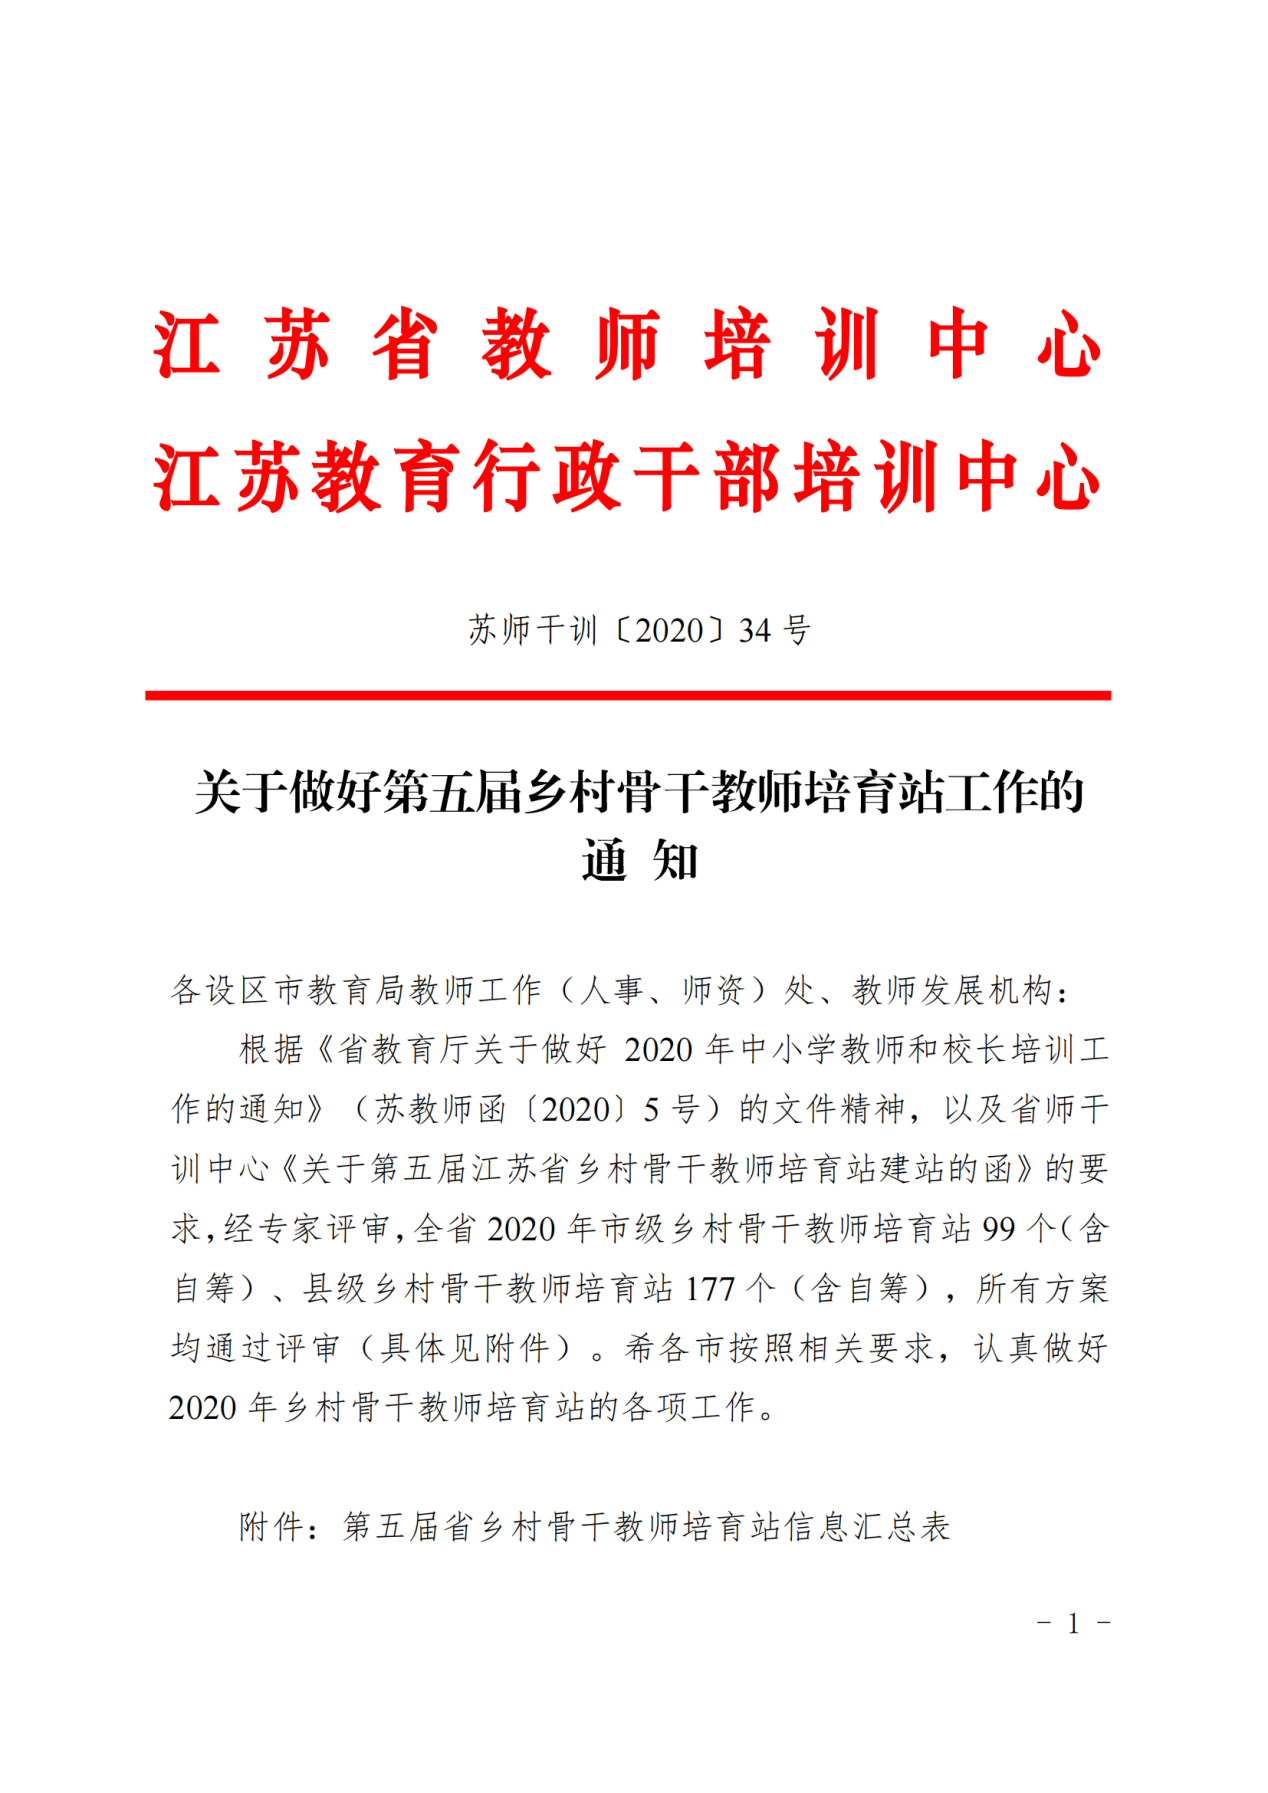 江苏省教师培训中心
江苏教育行政干部培训中心
苏师干训〔2020〕34 号
关于做好第五届乡村骨干教师培育站工作的
通 知
各设区市教育局教师工作（人事、师资）处、教师发展机构：
根据《省教育厅关于做好 2020 年中小学教师和校长培训工
作的通知》（苏教师函〔2020〕5 号）的文件精神，以及省师干
训中心《关于第五届江苏省乡村骨干教师培育站建站的函》的要
求，经专家评审，全省 2020 年市级乡村骨干教师培育站 99 个（含
自筹）、县级乡村骨干教师培育站 177 个（含自筹），所有方案
均通过评审（具体见附件）。希各市按照相关要求，认真做好
2020 年乡村骨干教师培育站的各项工作。
附件：第五届省乡村骨干教师培育站信息汇总表
- 1 -